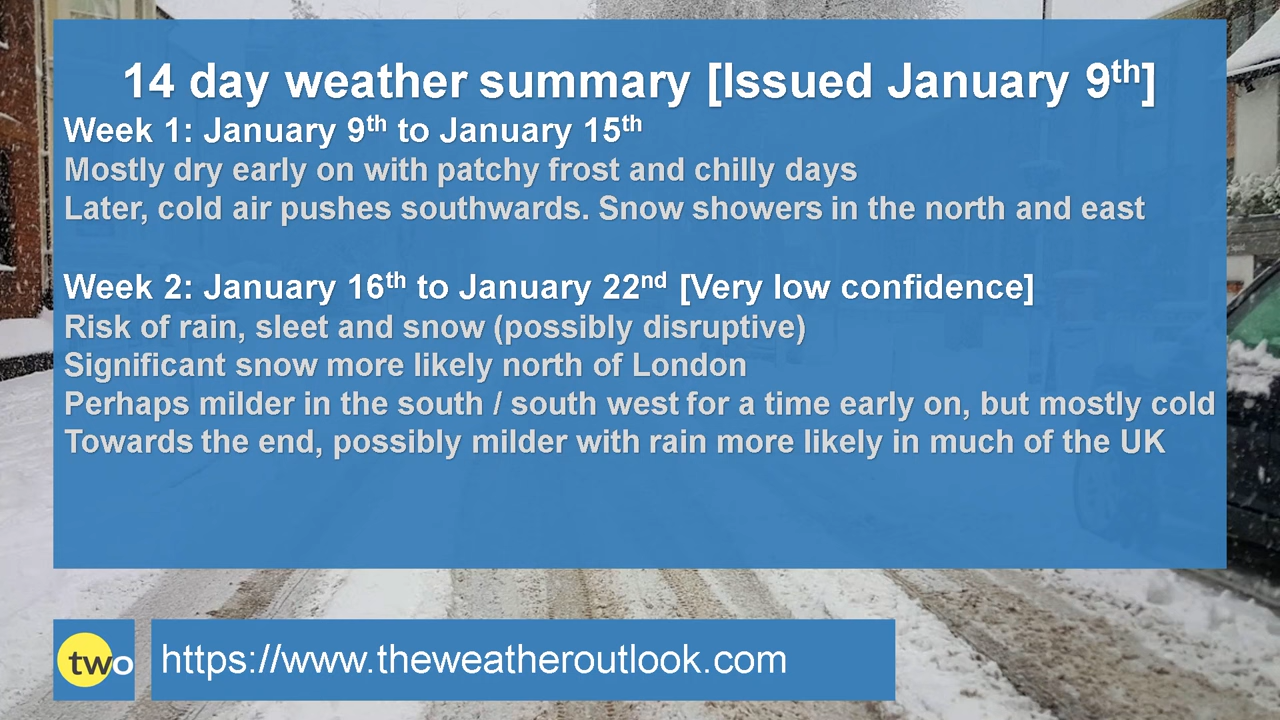 14 day weather summary [Issued January 9th]
Week 1: January 9th to January 15th
Mostly dry early on with patchy frost and chilly days
Later, cold air pushes southwards. Snow showers in the north and east
Week 2: January 16th to January 22nd [Very low confidence]
Risk of rain, sleet and snow (possibly disruptive)
Significant snow more likely north of London
Perhaps milder in the south / south west for a time early on, but mostly cold
Towards the end, possibly milder with rain more likely in much of the UK
two
https://www.theweatheroutlook.com